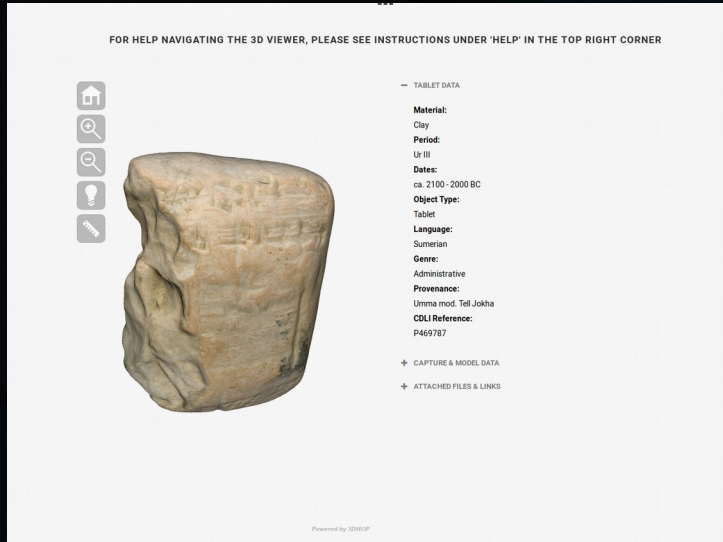 FOR HELP NAVIGATING THE 3D VIEWER, PLEASE SEE INSTRUCTIONS UNDER 'HELP' IN THE TOP RIGHT CORNER
TABLET DATA
Material:
Clay
Period:
Ur III
Dates:
ca. 2100 - 2000 BC
Object Type:
Tablet
Language:
Sumerian
Genre:
Administrative
Provenance:
Umma mod. Tell Jokha
CDLI Reference:
P469787
CAPTURE & MODEL DATA
ATTACHED FILES & LINKS
Powered by 3DHOP